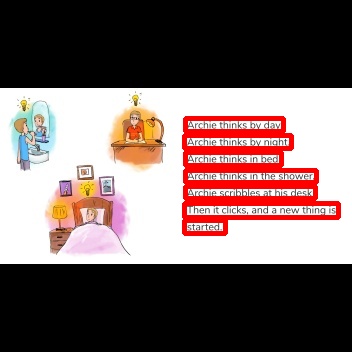 Archie thinks by day
Archie thinks by night
Archie thinks in bed
Archie thinks in the shower
Archie scribbles at his desk
Then it clicks, and a new thing is
started.